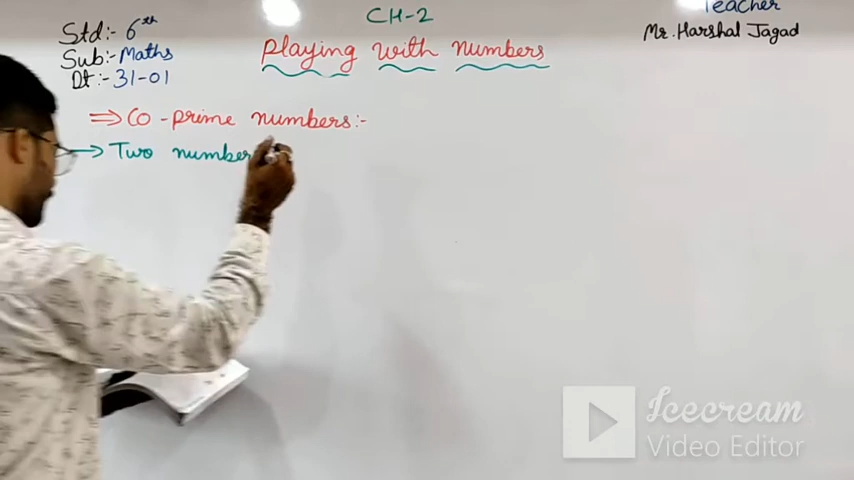 CH-2
Teacher
Std:- 6th
Sub:- Maths
Dt:- 31-01
Playing with Numbers
Mr. Harshal Jagad
⇒ Co-prime numbers:-
→ Two number
Icecream
Video Editor